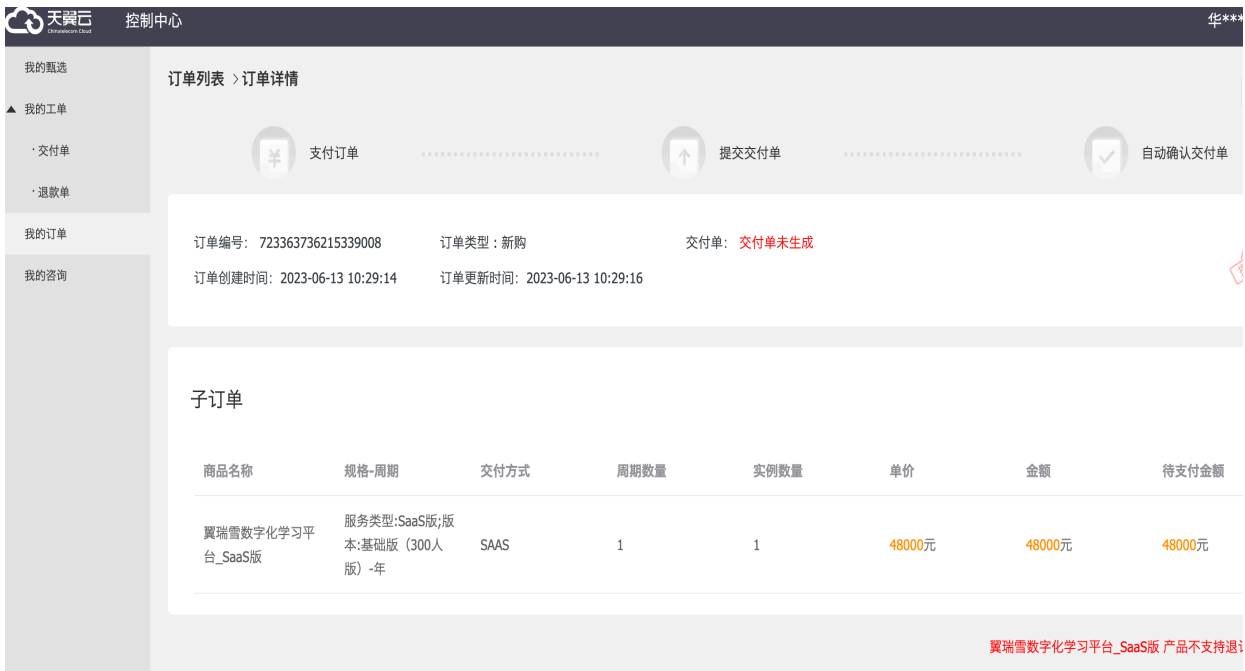 天翼云 控制中心 华***
Chinatelecom Cloud
我的甄选
订单列表 >订单详情
▲ 我的工单
· 交付单
支付订单 提交交付单 自动确认交付单
· 退款单
我的订单
订单编号: 723363736215339008 订单类型 : 新购 交付单: 交付单未生成
我的咨询
订单创建时间: 2023-06-13 10:29:14 订单更新时间: 2023-06-13 10:29:16
子订单
商品名称 规格-周期 交付方式 周期数量 实例数量 单价 金额 待支付金额
翼瑞雪数字化学习平
台_SaaS版
服务类型:SaaS版;版
本:基础版（300人
版）-年
SAAS 1 1 48000元 48000元 48000元
翼瑞雪数字化学习平台_SaaS版 产品不支持退